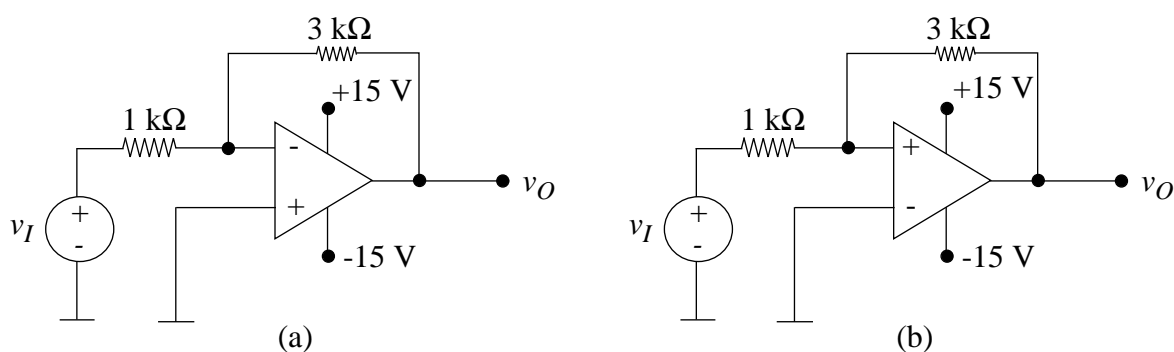 3 kΩ
+15 V
1 kΩ
-
+
v_O
v_I
+
-
-15 V
(a)
3 kΩ
+15 V
1 kΩ
+
-
v_O
v_I
+
-
-15 V
(b)